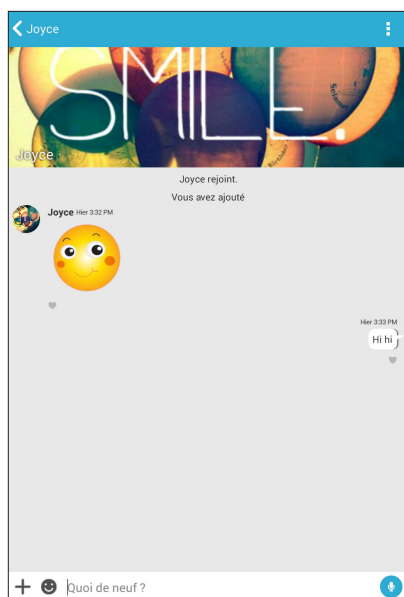 Joyce
SMILE.
Joyce
Joyce rejoint.
Vous avez ajouté
Joyce Hier 3:32 PM
Hier 3:33 PM
Hi hi
Quoi de neuf ?